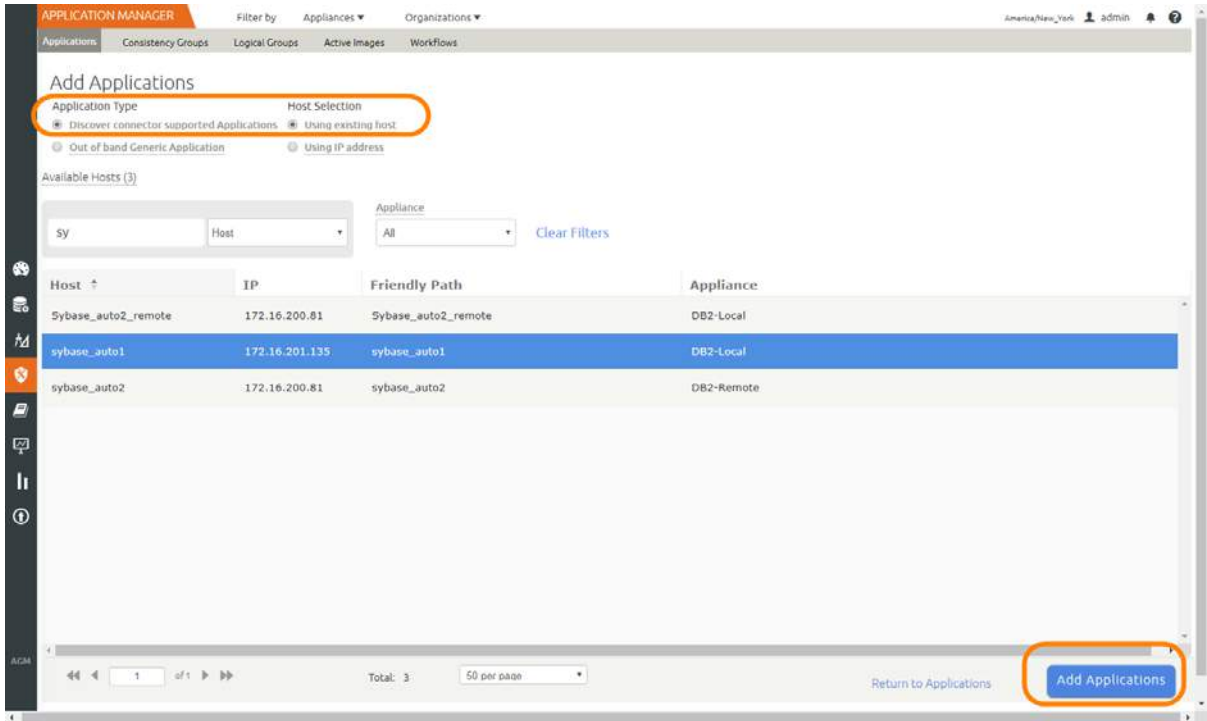 APPLICATION MANAGER Filter by Appliances ▼ Organizations ▼ America/New_York admin
Applications Consistency Groups Logical Groups Active Images Workflows
Add Applications
Application Type Host Selection
Discover connector supported Applications Using existing host
Out of band Generic Application Using IP address
Available Hosts (3)
Appliance
sy Host All Clear Filters
Host IP Friendly Path Appliance
Sybase_auto2_remote 172.16.200.81 Sybase_auto2_remote DB2-Local
sybase_auto1 172.16.201.135 sybase_auto1 DB2-Local
sybase_auto2 172.16.200.81 sybase_auto2 DB2-Remote
AGM
1 of 1 Total: 3 50 per page Return to Applications Add Applications